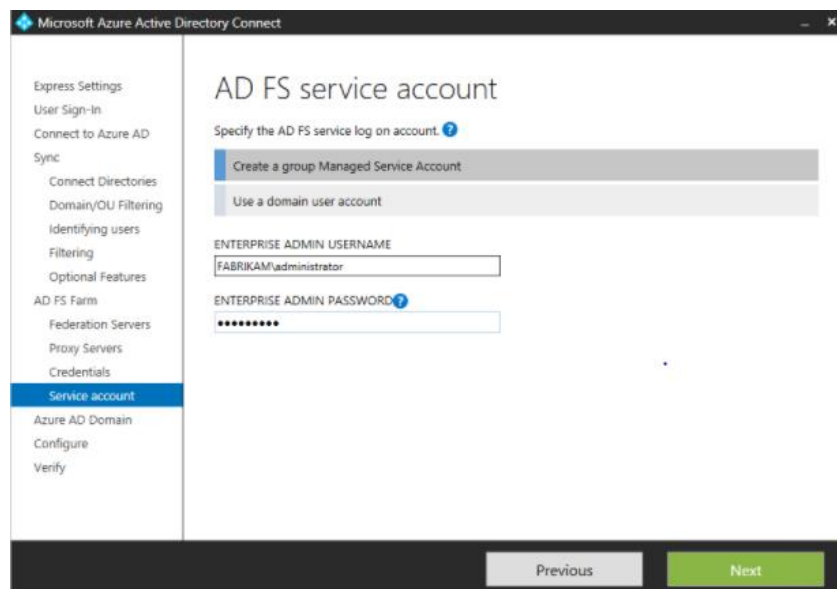 Microsoft Azure Active Directory Connect
Express Settings
User Sign-In
Connect to Azure AD
Sync
Connect Directories
Domain/OU Filtering
Identifying users
Filtering
Optional Features
AD FS Farm
Federation Servers
Proxy Servers
Credentials
Service account
Azure AD Domain
Configure
Verify
AD FS service account
Specify the AD FS service log on account. ?
Create a group Managed Service Account
Use a domain user account
ENTERPRISE ADMIN USERNAME
FABRIKAM\administrator
ENTERPRISE ADMIN PASSWORD ?
•••••••••
Previous
Next